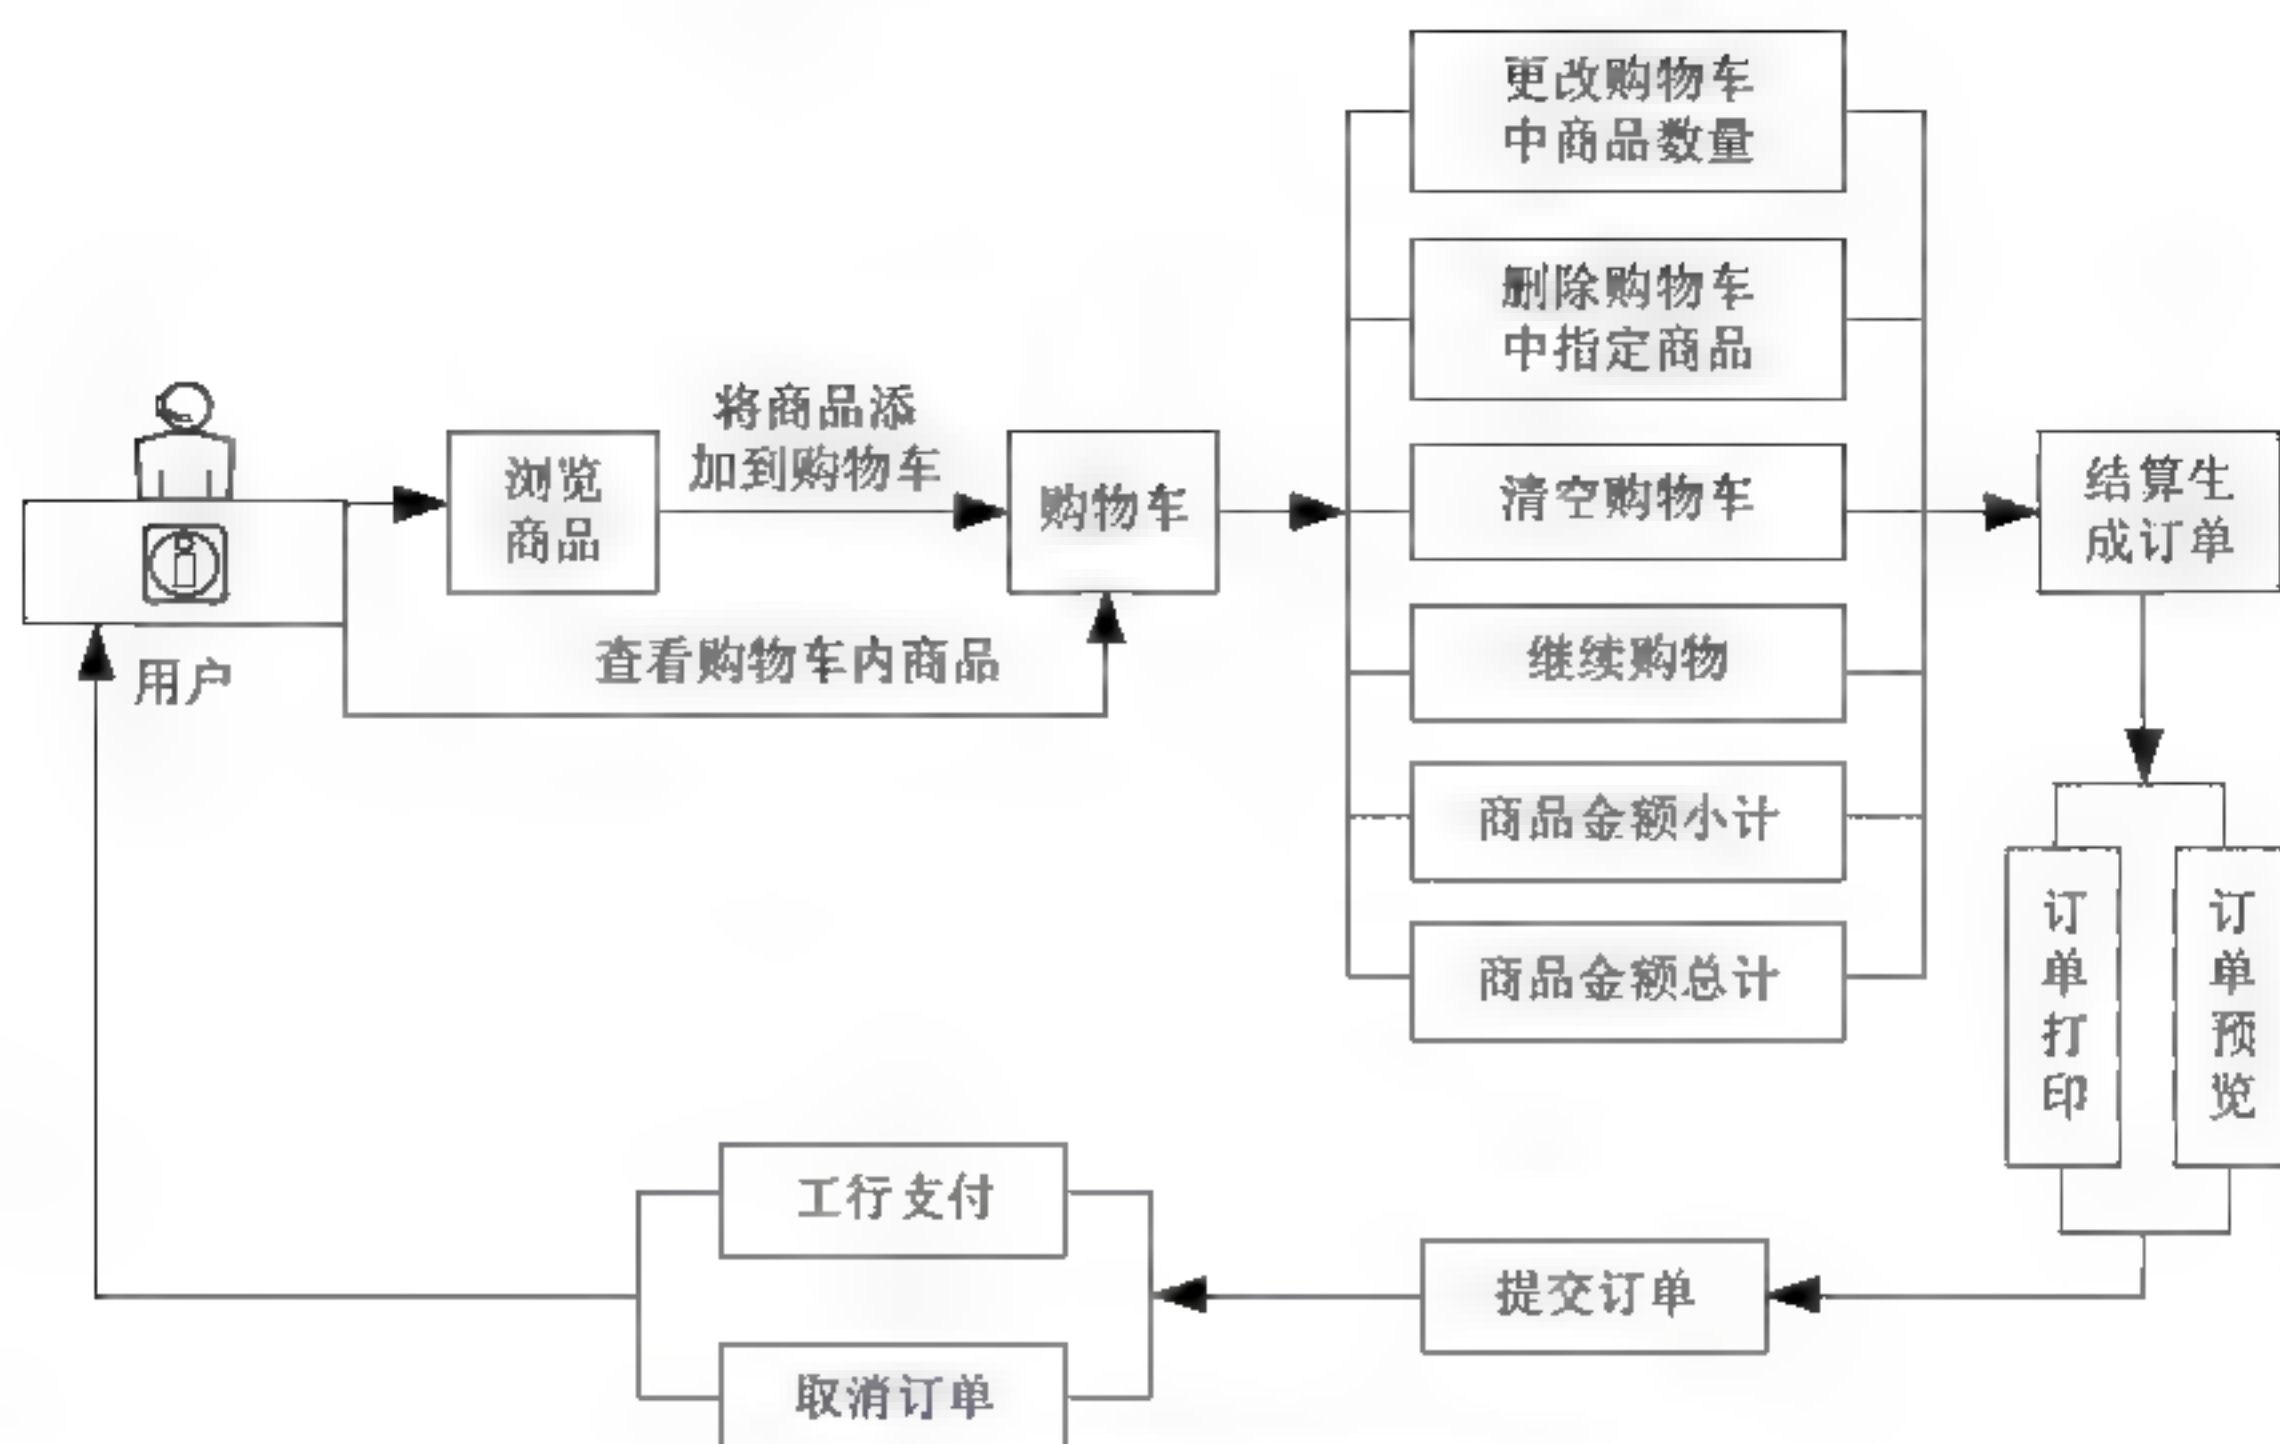 更改购物车
中商品数量
删除购物车
中指定商品
将商品添
加到购物车
浏览
商品
购物车
清空购物车
结算生
成订单
用户
查看购物车内商品
继续购物
商品金额小计
商品金额总计
订单打印
订单预览
工行支付
提交订单
取消订单